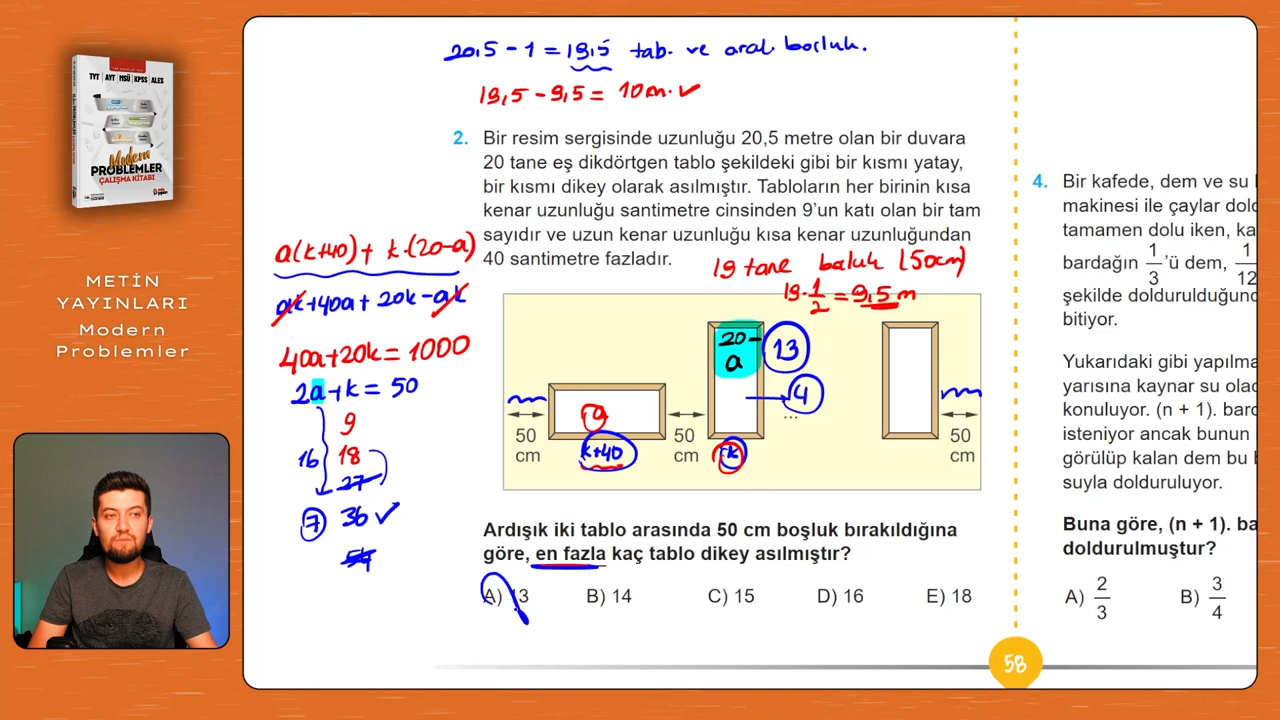 20,5 - 1 = 19,5 tab. ve aral boşluk.
19,5 - 9,5 = 10m. ✓
TYT | AYT | MSÜ | KPSS | ALES
Modern
PROBLEMLER
ÇALIŞMA KİTABI
METİN
YAYINLARI
Modern
Problemler
2. Bir resim sergisinde uzunluğu 20,5 metre olan bir duvara
20 tane eş dikdörtgen tablo şekildeki gibi bir kısmı yatay,
bir kısmı dikey olarak asılmıştır. Tabloların her birinin kısa
kenar uzunluğu santimetre cinsinden 9'un katı olan bir tam
sayıdır ve uzun kenar uzunluğu kısa kenar uzunluğundan
40 santimetre fazladır.
19 tane boşluk (50cm)
19 . 1/2 = 9,5 m
a(k+40) + k.(20-a)
ak + 40a + 20k - ak
40a + 20k = 1000
2a + k = 50
9
16 18
27
7 36 ✓
54
20-
a
13
4
a
k+40
k
...
50
cm
50
cm
50
cm
Ardışık iki tablo arasında 50 cm boşluk bırakıldığına
göre, en fazla kaç tablo dikey asılmıştır?
A) 13 B) 14 C) 15 D) 16 E) 18
4. Bir kafede, dem ve su
makinesi ile çaylar dold
tamamen dolu iken, ka
bardağın 1/3'ü dem, 1/12
şekilde doldurulduğund
bitiyor.
Yukarıdaki gibi yapılma
yarısına kaynar su olac
konuluyor. (n + 1). bard
isteniyor ancak bunun
görülüp kalan dem bu b
suyla dolduruluyor.
Buna göre, (n + 1). ba
doldurulmuştur?
A) 2/3 B) 3/4
58